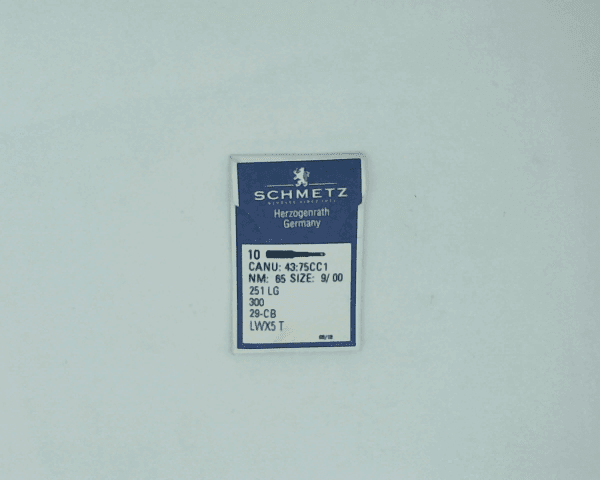 SCHMETZ
Herzogenrath
Germany
10
CANU: 43:75CC1
NM: 65 SIZE: 9/ 00
251 LG
300
29-CB
LWX5 T